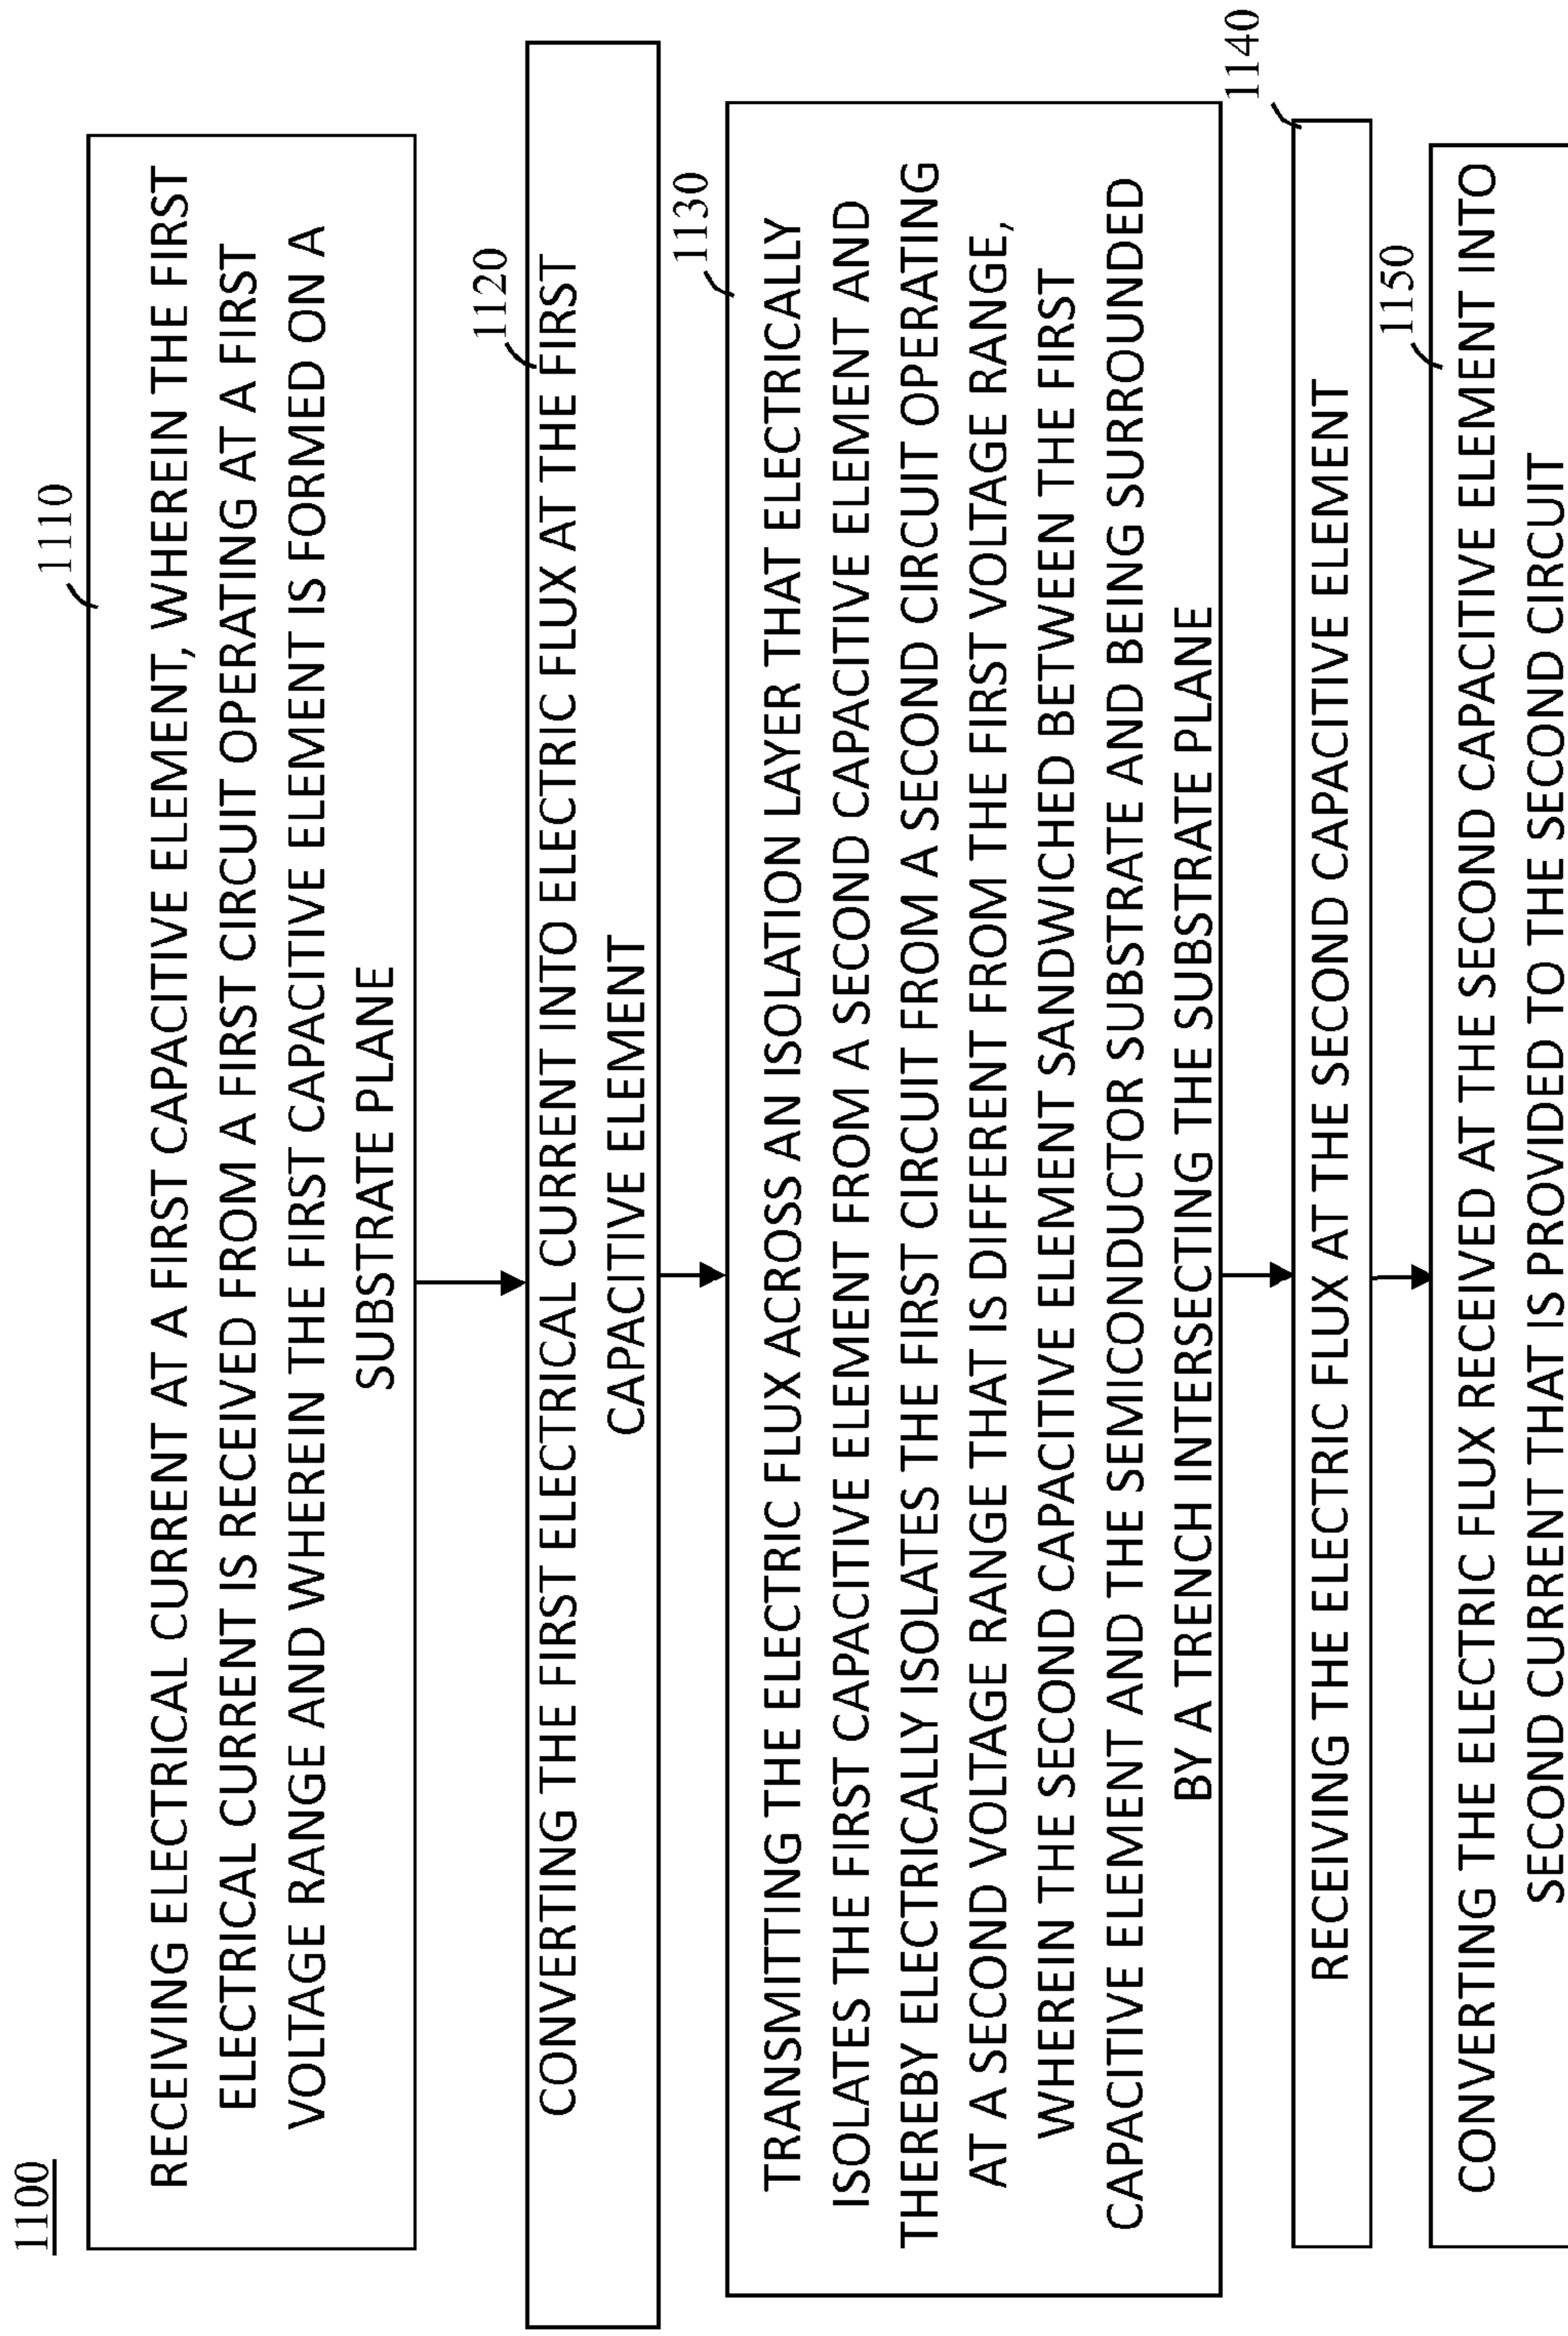 1100
1110
RECEIVING ELECTRICAL CURRENT AT A FIRST CAPACITIVE ELEMENT, WHEREIN THE FIRST
ELECTRICAL CURRENT IS RECEIVED FROM A FIRST CIRCUIT OPERATING AT A FIRST
VOLTAGE RANGE AND WHEREIN THE FIRST CAPACITIVE ELEMENT IS FORMED ON A
SUBSTRATE PLANE
1120
CONVERTING THE FIRST ELECTRICAL CURRENT INTO ELECTRIC FLUX AT THE FIRST
CAPACITIVE ELEMENT
1130
TRANSMITTING THE ELECTRIC FLUX ACROSS AN ISOLATION LAYER THAT ELECTRICALLY
ISOLATES THE FIRST CAPACITIVE ELEMENT FROM A SECOND CAPACITIVE ELEMENT AND
THEREBY ELECTRICALLY ISOLATES THE FIRST CIRCUIT FROM A SECOND CIRCUIT OPERATING
AT A SECOND VOLTAGE RANGE THAT IS DIFFERENT FROM THE FIRST VOLTAGE RANGE,
WHEREIN THE SECOND CAPACITIVE ELEMENT SANDWICHED BETWEEN THE FIRST
CAPACITIVE ELEMENT AND THE SEMICONDUCTOR SUBSTRATE AND BEING SURROUNDED
BY A TRENCH INTERSECTING THE SUBSTRATE PLANE
1140
RECEIVING THE ELECTRIC FLUX AT THE SECOND CAPACITIVE ELEMENT
1150
CONVERTING THE ELECTRIC FLUX RECEIVED AT THE SECOND CAPACITIVE ELEMENT INTO
SECOND CURRENT THAT IS PROVIDED TO THE SECOND CIRCUIT